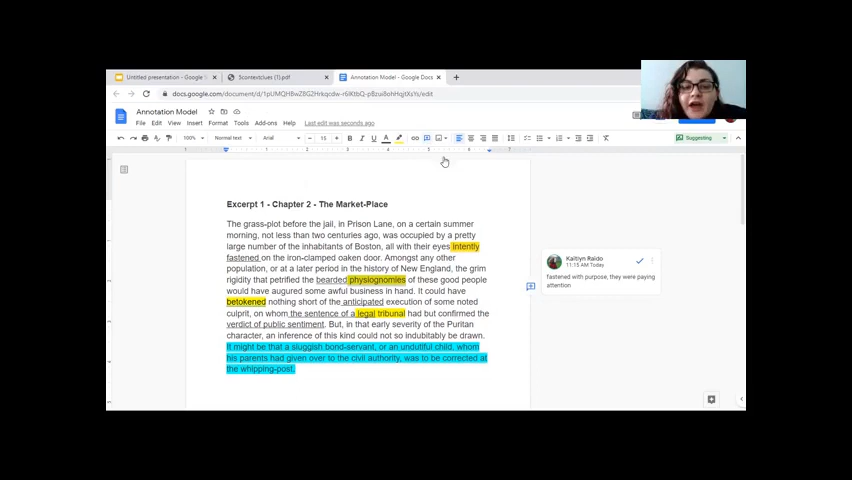 Untitled presentation - Google S
5contextclues (1).pdf
Annotation Model - Google Docs
Annotation Model
File Edit View Insert Format Tools Add-ons Help Last edit was seconds ago
100% Normal text Arial 15 Suggesting
Excerpt 1 - Chapter 2 - The Market-Place
The grass-plot before the jail, in Prison Lane, on a certain summer
morning, not less than two centuries ago, was occupied by a pretty
large number of the inhabitants of Boston, all with their eyes intently
fastened on the iron-clamped oaken door. Amongst any other
population, or at a later period in the history of New England, the grim
rigidity that petrified the bearded physiognomies of these good people
would have augured some awful business in hand. It could have
betokened nothing short of the anticipated execution of some noted
culprit, on whom the sentence of a legal tribunal had but confirmed the
verdict of public sentiment. But, in that early severity of the Puritan
character, an inference of this kind could not so indubitably be drawn.
It might be that a sluggish bond-servant, or an undutiful child, whom
his parents had given over to the civil authority, was to be corrected at
the whipping-post.
Kaitlyn Raido
11:15 AM Today
fastened with purpose, they were paying
attention